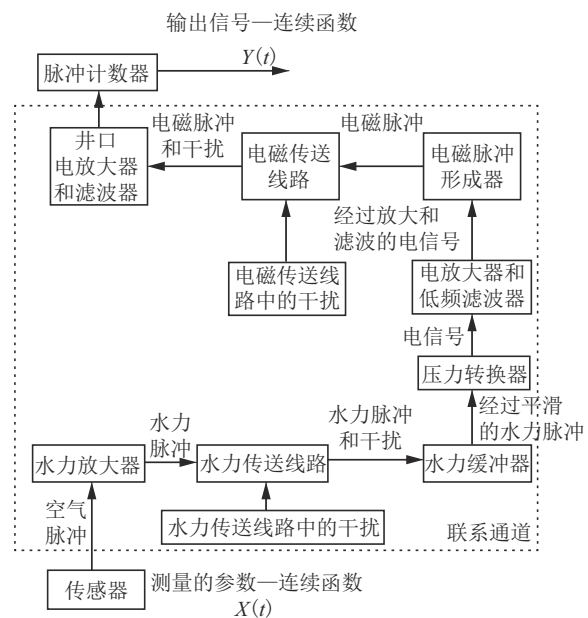 输出信号—连续函数
Y(t)
脉冲计数器
井口
电放大器
和滤波器
电磁脉冲
和干扰
电磁传送
线路
电磁脉冲
电磁脉冲
形成器
经过放大和
滤波的电信号
电磁传送线
路中的干扰
电放大器和
低频滤波器
电信号
压力转换器
经过平滑
的水力脉冲
水力放大器
水力
脉冲
水力传送线路
水力脉冲
和干扰
水力缓冲器
空气
脉冲
水力传送线路中的干扰
联系通道
传感器
测量的参数—连续函数
X(t)